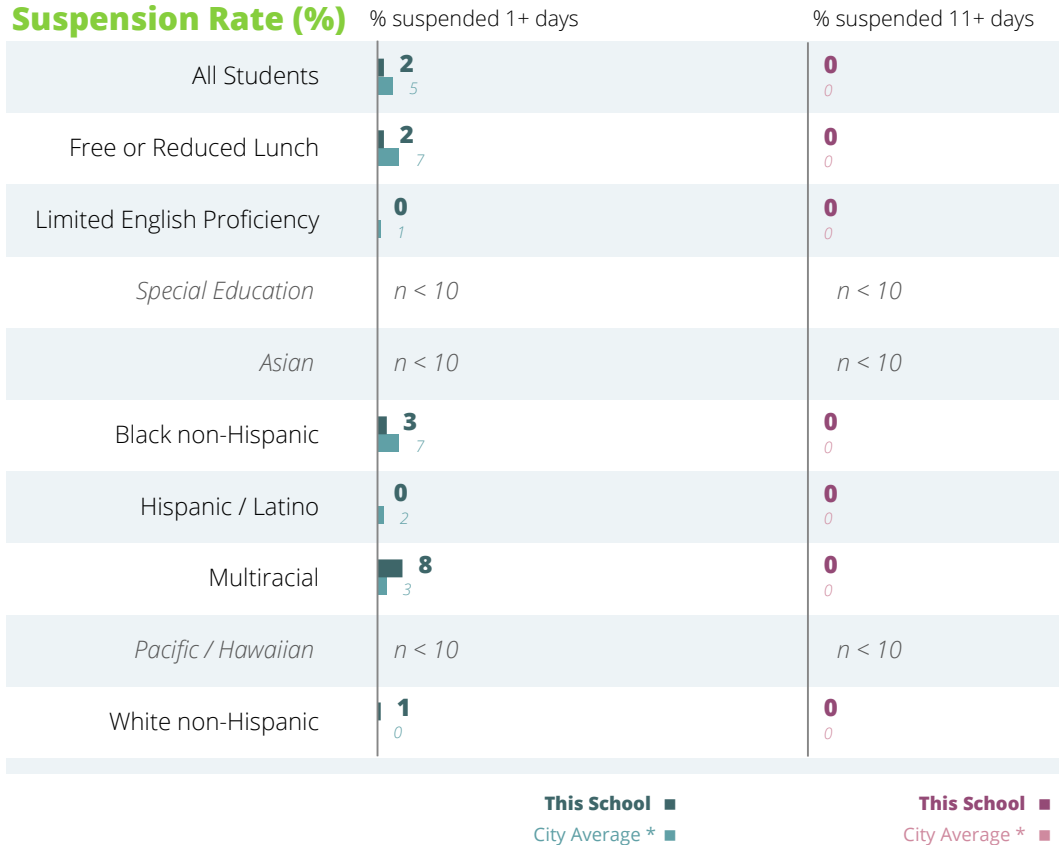 Suspension Rate (%) % suspended 1+ days % suspended 11+ days
All Students 2 0
5 0
Free or Reduced Lunch 2 0
7 0
Limited English Proficiency 0 0
1 0
Special Education n < 10 n < 10
Asian n < 10 n < 10
Black non-Hispanic 3 0
7 0
Hispanic / Latino 0 0
2 0
Multiracial 8 0
3 0
Pacific / Hawaiian n < 10 n < 10
White non-Hispanic 1 0
0 0
This School This School
City Average * City Average *